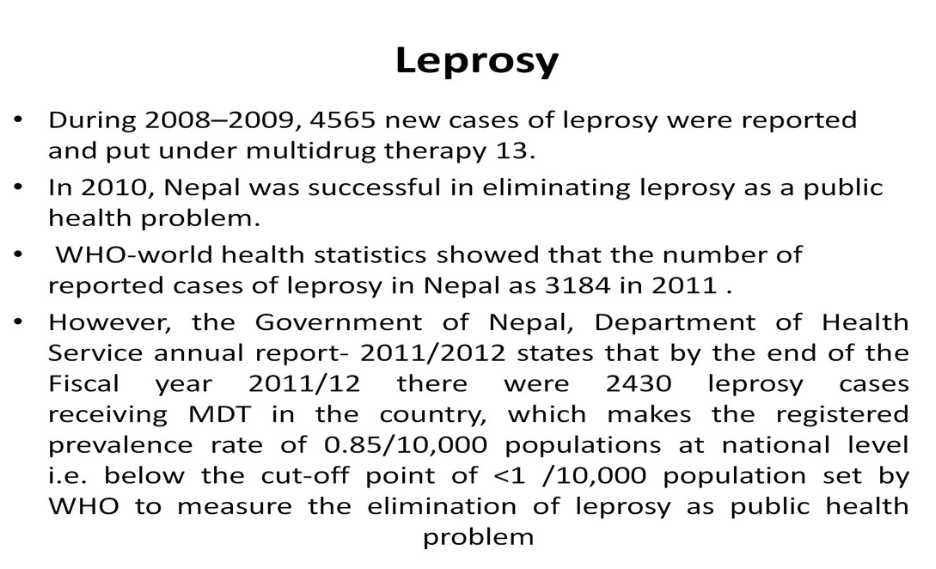 Leprosy
• During 2008–2009, 4565 new cases of leprosy were reported
and put under multidrug therapy 13.
• In 2010, Nepal was successful in eliminating leprosy as a public
health problem.
• WHO-world health statistics showed that the number of
reported cases of leprosy in Nepal as 3184 in 2011 .
• However, the Government of Nepal, Department of Health
Service annual report- 2011/2012 states that by the end of the
Fiscal year 2011/12 there were 2430 leprosy cases
receiving MDT in the country, which makes the registered
prevalence rate of 0.85/10,000 populations at national level
i.e. below the cut-off point of <1 /10,000 population set by
WHO to measure the elimination of leprosy as public health
problem